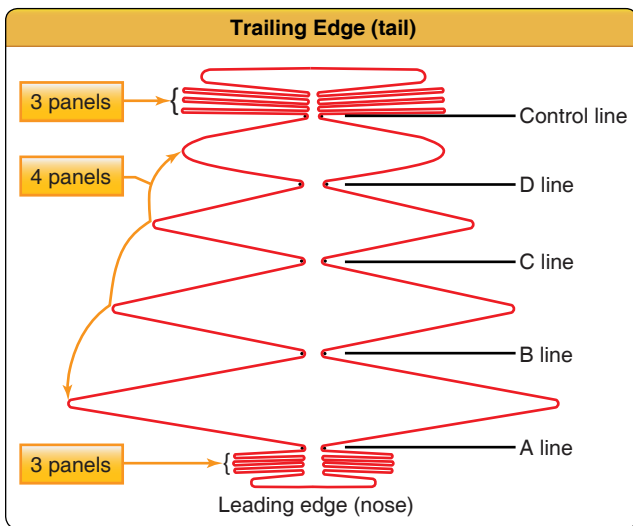 Trailing Edge (tail)
3 panels
Control line
4 panels
D line
C line
B line
A line
3 panels
Leading edge (nose)